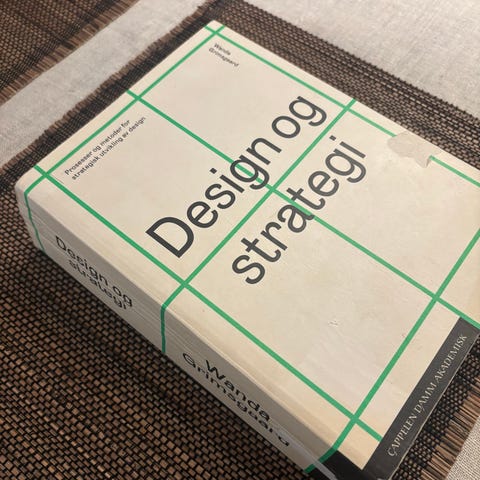 Wanda
Grimsgaard
Prosesser og metoder for
strategisk utvikling av design
Design og
strategi
CAPPELEN DAMM AKADEMISK
Design og
strategi
Wanda
Grimsgaard